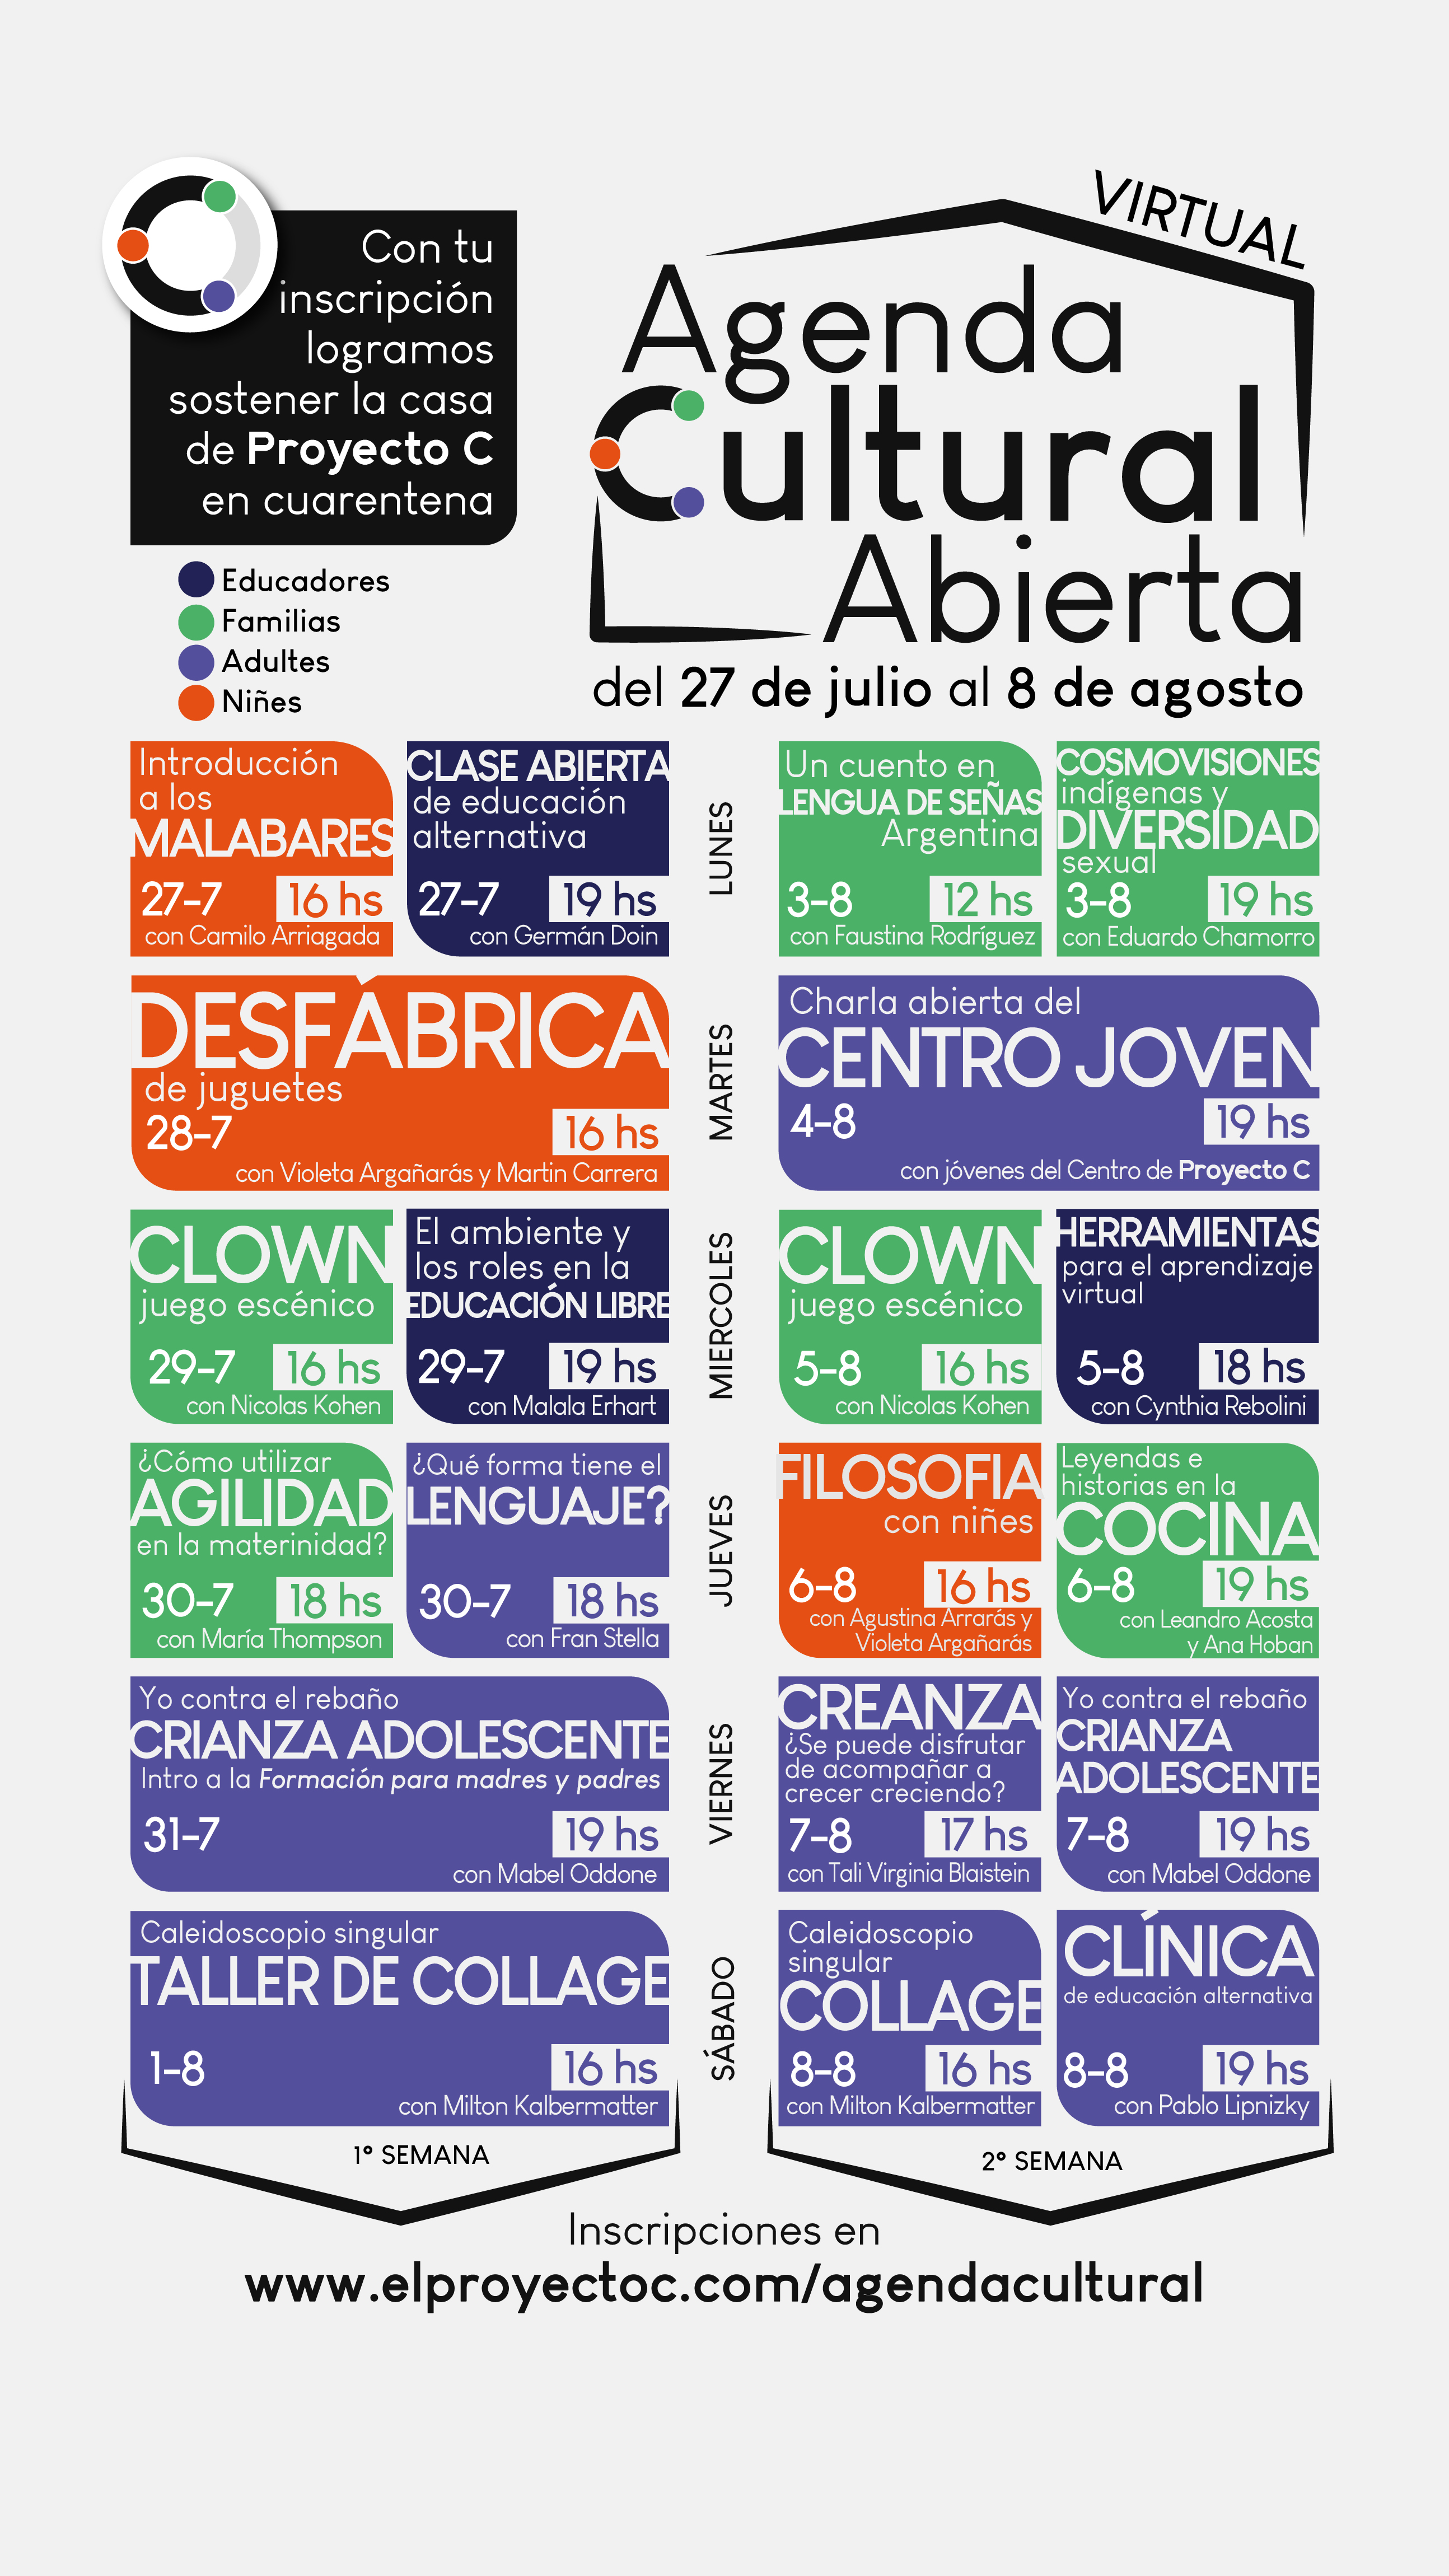 Con tu
inscripción
logramos
sostener la casa
de Proyecto C
en cuarentena
VIRTUAL
Agenda
Cultural
Abierta
del 27 de julio al 8 de agosto
Educadores
Familias
Adultes
Niñes
LUNES
Introducción
a los
MALABARES
27-7
16 hs
con Camilo Arriagada
CLASE ABIERTA
de educación
alternativa
27-7
19 hs
con Germán Doin
Un cuento en
LENGUA DE SEÑAS
Argentina
3-8
12 hs
con Faustina Rodríguez
COSMOVISIONES
indígenas y
DIVERSIDAD
sexual
3-8
19 hs
con Eduardo Chamorro
MARTES
DESFÁBRICA
de juguetes
28-7
16 hs
con Violeta Argañarás y Martin Carrera
Charla abierta del
CENTRO JOVEN
4-8
19 hs
con jóvenes del Centro de Proyecto C
MIERCOLES
CLOWN
juego escénico
29-7
16 hs
con Nicolas Kohen
El ambiente y
los roles en la
EDUCACIÓN LIBRE
29-7
19 hs
con Malala Erhart
CLOWN
juego escénico
5-8
16 hs
con Nicolas Kohen
HERRAMIENTAS
para el aprendizaje
virtual
5-8
18 hs
con Cynthia Rebolini
JUEVES
¿Cómo utilizar
AGILIDAD
en la materinidad?
30-7
18 hs
con María Thompson
¿Qué forma tiene el
LENGUAJE?
30-7
18 hs
con Fran Stella
FILOSOFIA
con niñes
6-8
16 hs
con Agustina Arrarás y
Violeta Argañarás
Leyendas e
historias en la
COCINA
6-8
19 hs
con Leandro Acosta
y Ana Hoban
VIERNES
Yo contra el rebaño
CRIANZA ADOLESCENTE
Intro a la Formación para madres y padres
31-7
19 hs
con Mabel Oddone
CREANZA
¿Se puede disfrutar
de acompañar a
crecer creciendo?
7-8
17 hs
con Tali Virginia Blaistein
Yo contra el rebaño
CRIANZA
ADOLESCENTE
7-8
19 hs
con Mabel Oddone
SÁBADO
Caleidoscopio singular
TALLER DE COLLAGE
1-8
16 hs
con Milton Kalbermatter
Caleidoscopio
singular
COLLAGE
8-8
16 hs
con Milton Kalbermatter
CLÍNICA
de educación alternativa
8-8
19 hs
con Pablo Lipnizky
1° SEMANA
2° SEMANA
Inscripciones en
www.elproyectoc.com/agendacultural